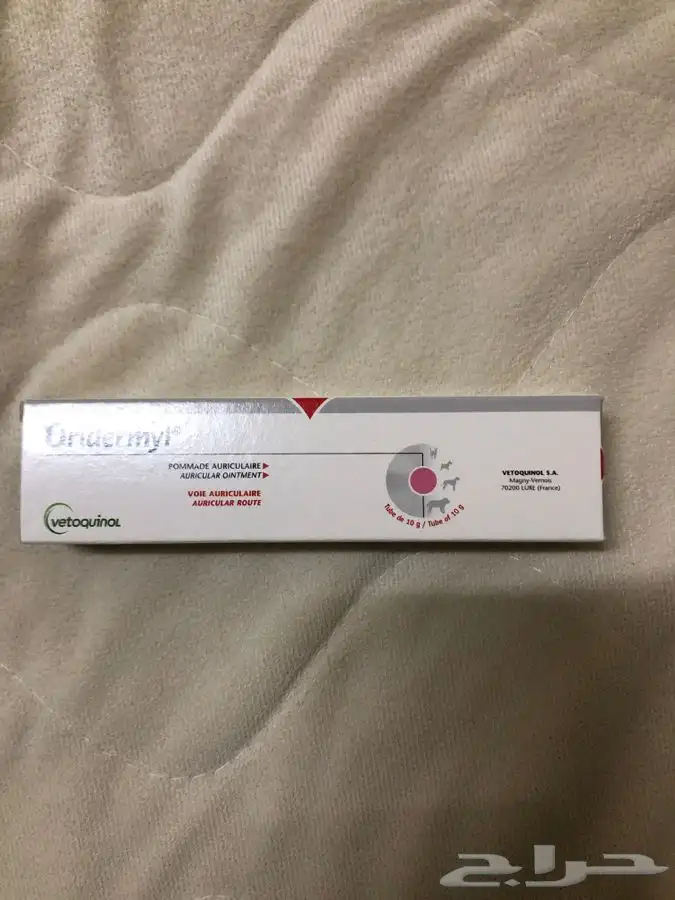 Oridermyl®
POMMADE AURICULAIRE
AURICULAR OINTMENT
VOIE AURICULAIRE
AURICULAR ROUTE
vetoquinol
Tube de 10 g / Tube of 10 g
VETOQUINOL S.A.
Magny-Vernois
70200 LURE (France)
حراج